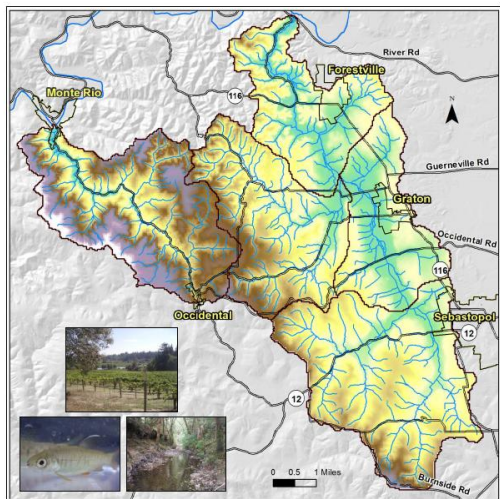 River Rd
Forestville
Monte Rio
116
N
Guerneville Rd
Graton
Occidental Rd
116
Occidental
Sebastopol
12
12
0 0.5 1 Miles
Burnside Rd